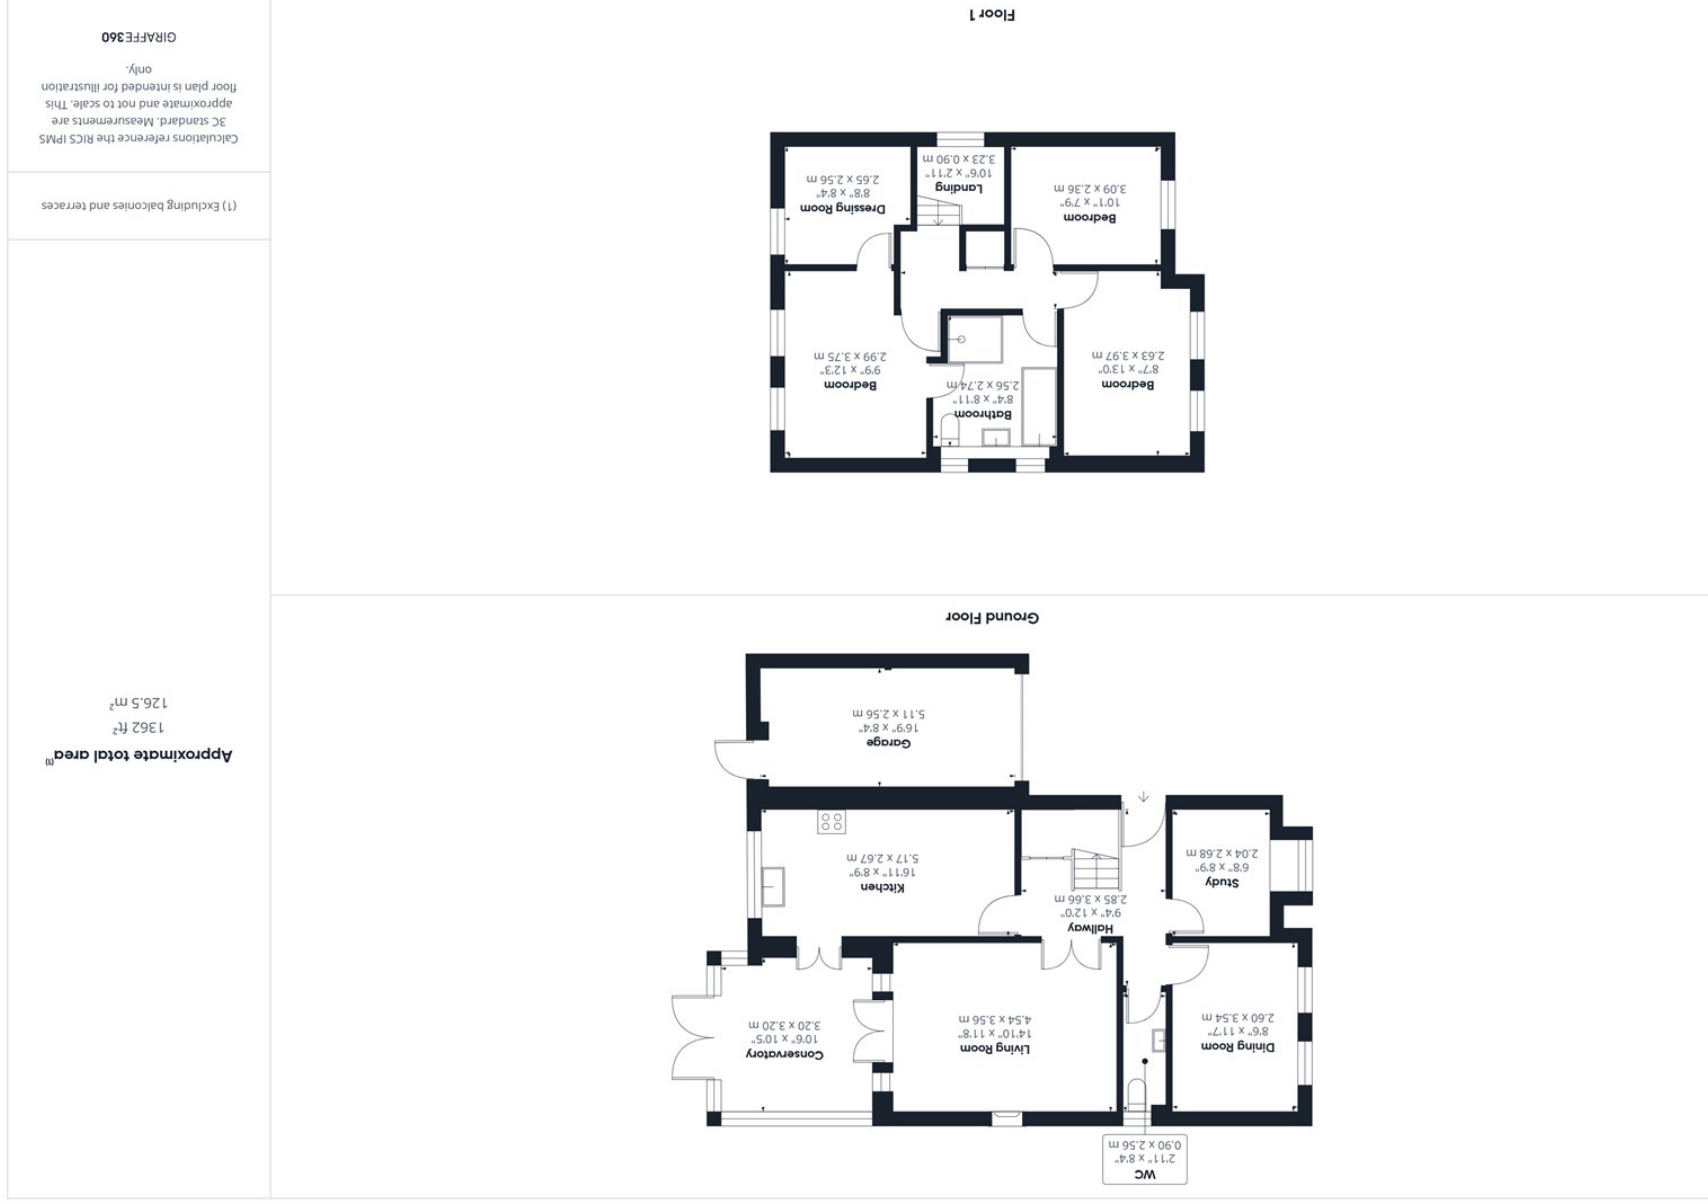 WC
2'11" x 8'4"
0.90 x 2.56 m
Dining Room
8'6" x 11'7"
2.60 x 3.54 m
Living Room
14'10" x 11'8"
4.54 x 3.56 m
Conservatory
10'6" x 10'5"
3.20 x 3.20 m
Hallway
9'4" x 12'0"
2.85 x 3.66 m
Study
6'8" x 8'9"
2.04 x 2.68 m
Kitchen
16'11" x 8'9"
5.17 x 2.67 m
Garage
16'9" x 8'4"
5.11 x 2.56 m
Ground Floor
Bedroom
8'7" x 13'0"
2.63 x 3.97 m
Bathroom
8'4" x 8'11"
2.56 x 2.74 m
Bedroom
9'9" x 12'3"
2.99 x 3.75 m
Bedroom
10'1" x 7'9"
3.09 x 2.36 m
Landing
10'6" x 2'11"
3.23 x 0.90 m
Dressing Room
8'8" x 8'4"
2.65 x 2.56 m
Floor 1
Approximate total area(1)
1362 ft²
126.5 m²
(1) Excluding balconies and terraces
Calculations reference the RICS IPMS
3C standard. Measurements are
approximate and not to scale. This
floor plan is intended for illustration
only.
GIRAFFE360